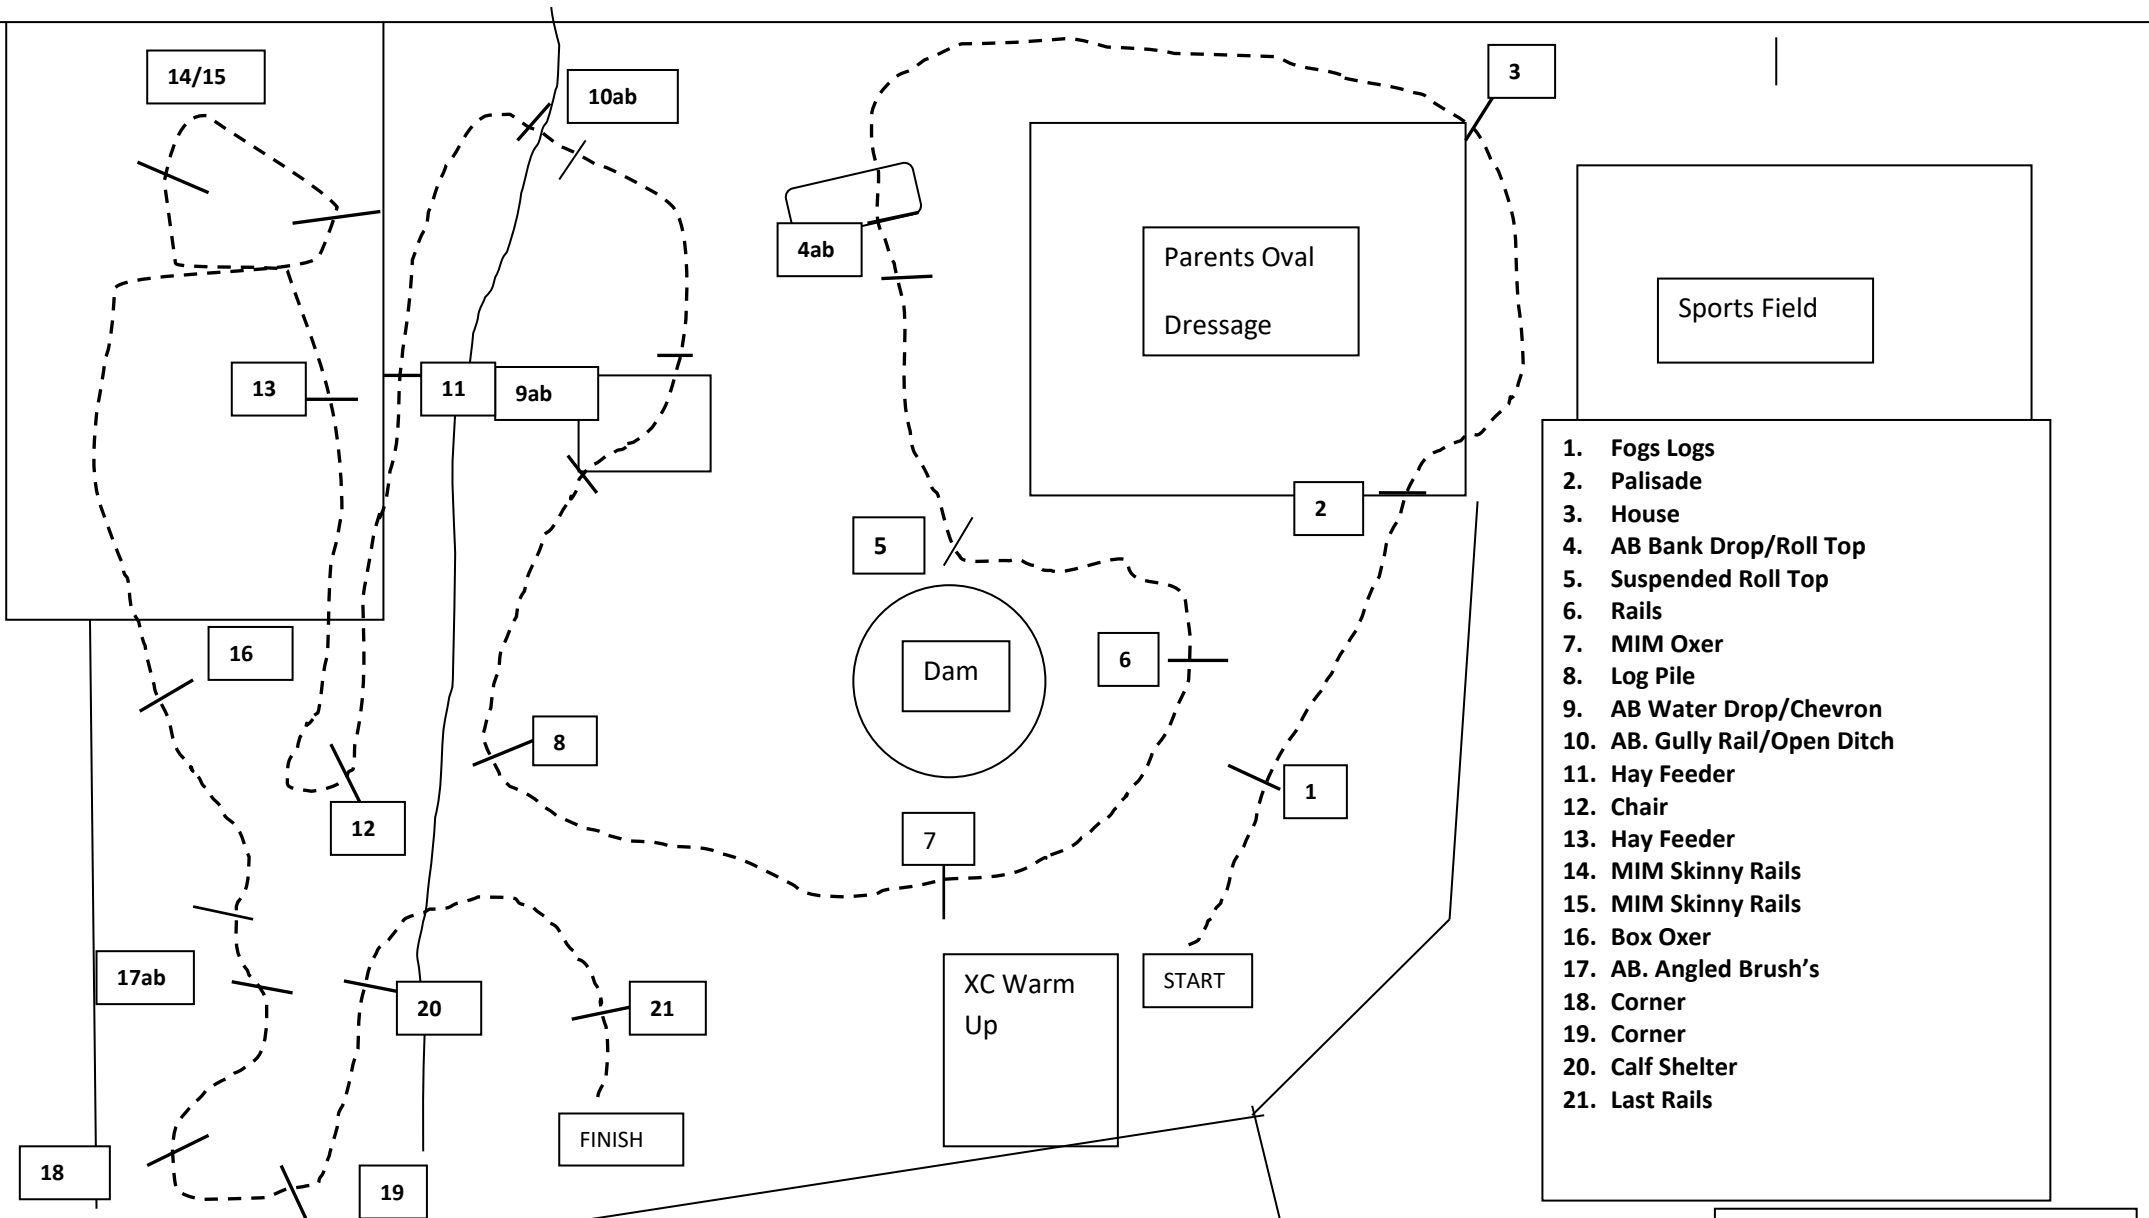 14/15
10ab
3
4ab
Parents Oval
Dressage
Sports Field
13
11
9ab
2
5
16
Dam
6
8
12
7
1
17ab
20
21
XC Warm
Up
START
FINISH
18
19
1. Fogs Logs
2. Palisade
3. House
4. AB Bank Drop/Roll Top
5. Suspended Roll Top
6. Rails
7. MIM Oxer
8. Log Pile
9. AB Water Drop/Chevron
10. AB. Gully Rail/Open Ditch
11. Hay Feeder
12. Chair
13. Hay Feeder
14. MIM Skinny Rails
15. MIM Skinny Rails
16. Box Oxer
17. AB. Angled Brush's
18. Corner
19. Corner
20. Calf Shelter
21. Last Rails